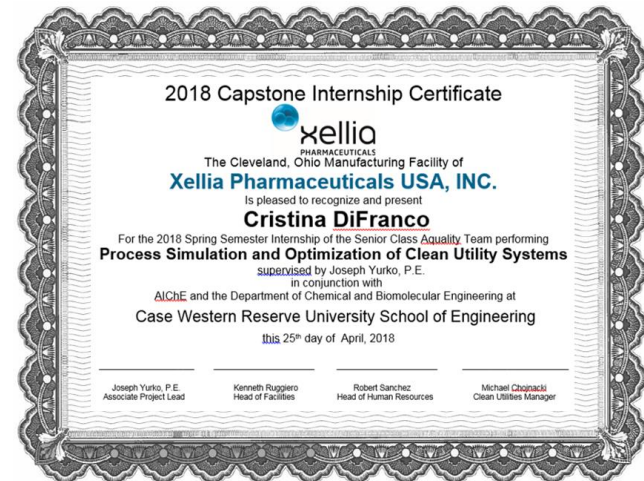 2018 Capstone Internship Certificate
xellia
PHARMACEUTICALS
The Cleveland, Ohio Manufacturing Facility of
Xellia Pharmaceuticals USA, INC.
Is pleased to recognize and present
Cristina DiFranco
For the 2018 Spring Semester Internship of the Senior Class Aquality Team performing
Process Simulation and Optimization of Clean Utility Systems
supervised by Joseph Yurko, P.E.
in conjunction with
AIChE and the Department of Chemical and Biomolecular Engineering at
Case Western Reserve University School of Engineering
this 25th day of April, 2018
Joseph Yurko, P.E. Kenneth Ruggiero Robert Sanchez Michael Chojnacki
Associate Project Lead Head of Facilities Head of Human Resources Clean Utilities Manager